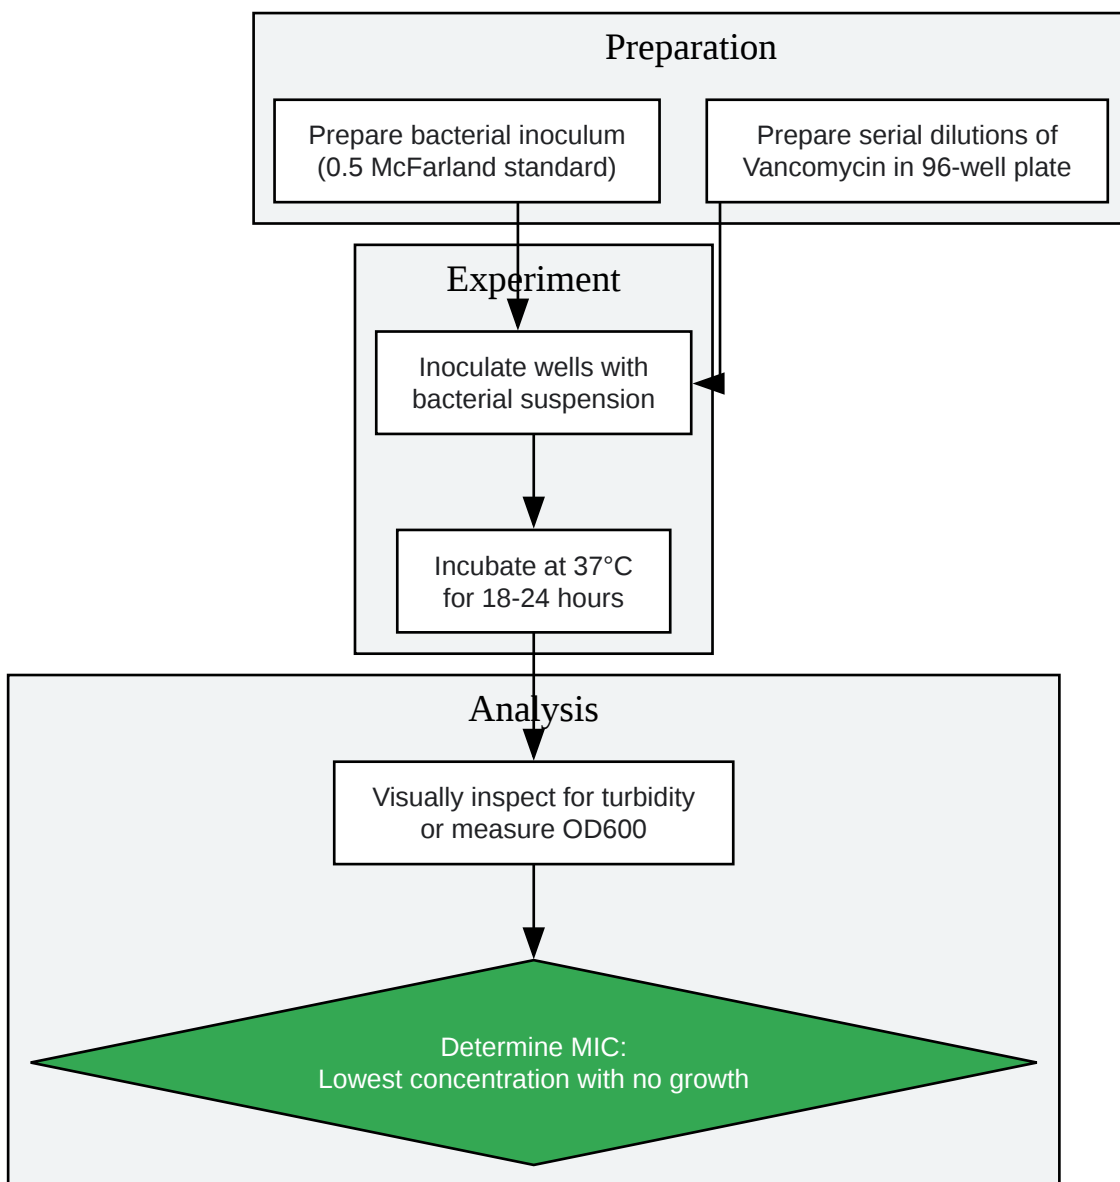 Preparation
Prepare bacterial inoculum
(0.5 McFarland standard)
Prepare serial dilutions of
Vancomycin in 96-well plate
Experiment
Inoculate wells with
bacterial suspension
Incubate at 37°C
for 18-24 hours
Analysis
Visually inspect for turbidity
or measure OD600
Determine MIC:
Lowest concentration with no growth